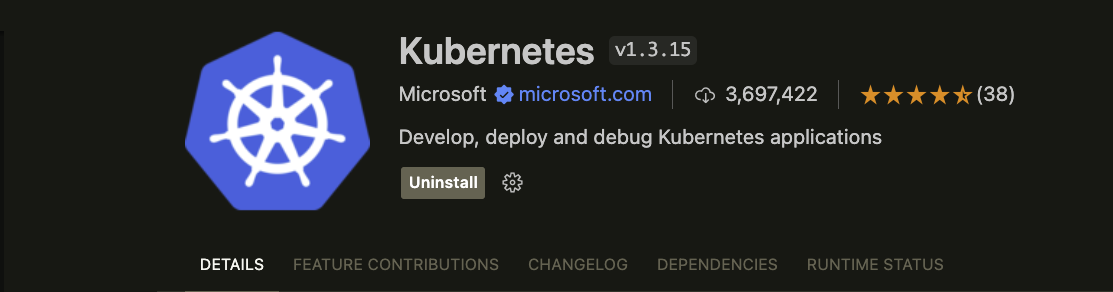 Kubernetes v1.3.15
Microsoft microsoft.com 3,697,422 (38)
Develop, deploy and debug Kubernetes applications
Uninstall
DETAILS FEATURE CONTRIBUTIONS CHANGELOG DEPENDENCIES RUNTIME STATUS